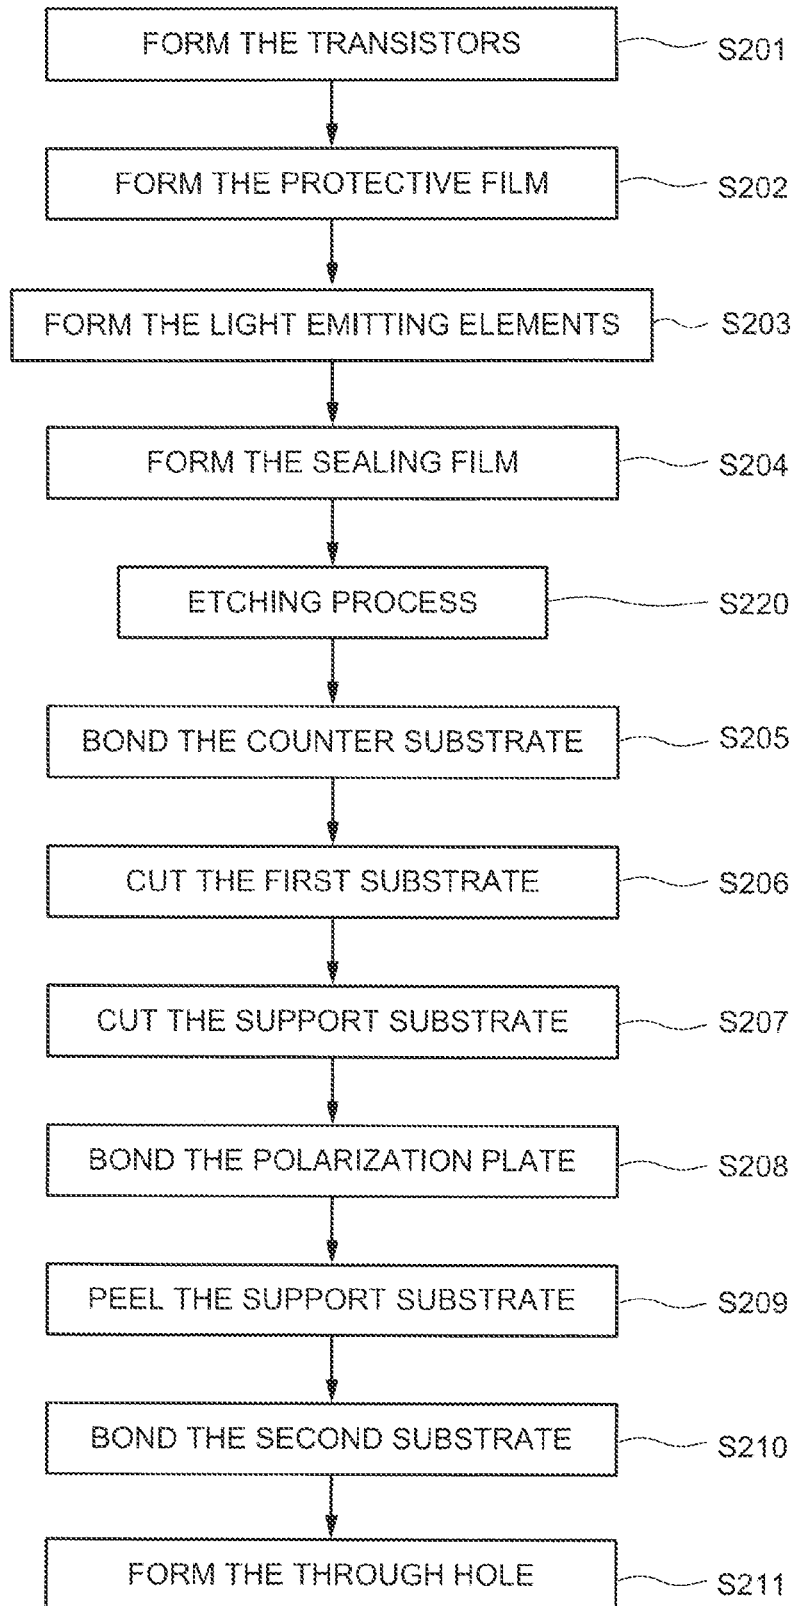 FORM THE TRANSISTORS S201
FORM THE PROTECTIVE FILM S202
FORM THE LIGHT EMITTING ELEMENTS S203
FORM THE SEALING FILM S204
ETCHING PROCESS S220
BOND THE COUNTER SUBSTRATE S205
CUT THE FIRST SUBSTRATE S206
CUT THE SUPPORT SUBSTRATE S207
BOND THE POLARIZATION PLATE S208
PEEL THE SUPPORT SUBSTRATE S209
BOND THE SECOND SUBSTRATE S210
FORM THE THROUGH HOLE S211